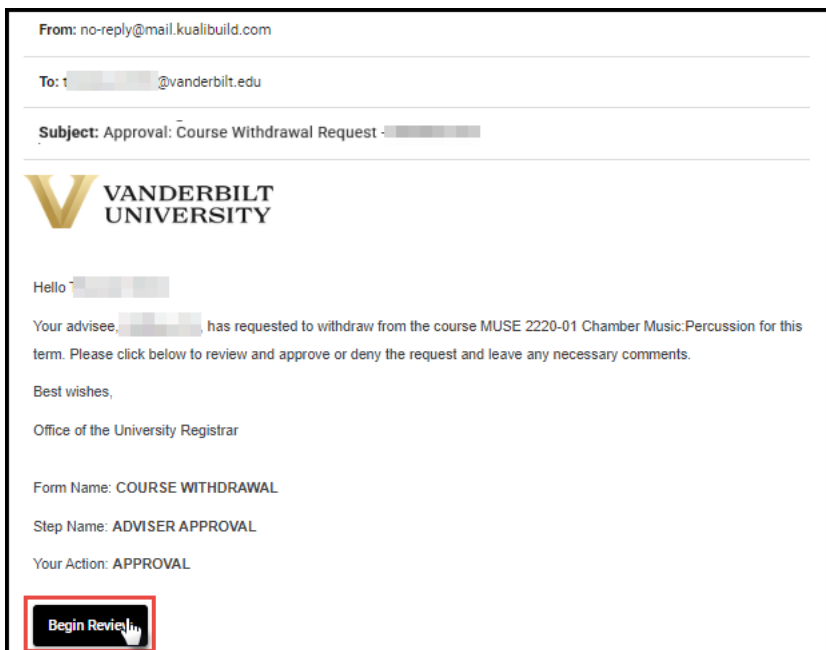 From: no-reply@mail.kualibuild.com
To: t @vanderbilt.edu
Subject: Approval: Course Withdrawal Request -
VANDERBILT
UNIVERSITY
Hello
Your advisee, , has requested to withdraw from the course MUSE 2220-01 Chamber Music:Percussion for this
term. Please click below to review and approve or deny the request and leave any necessary comments.
Best wishes,
Office of the University Registrar
Form Name: COURSE WITHDRAWAL
Step Name: ADVISER APPROVAL
Your Action: APPROVAL
Begin Review